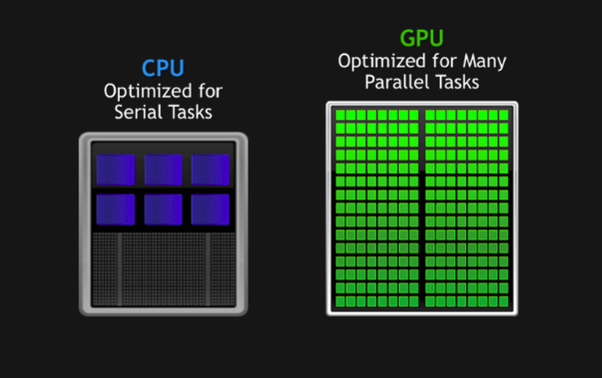 CPU
Optimized for
Serial Tasks
GPU
Optimized for Many
Parallel Tasks